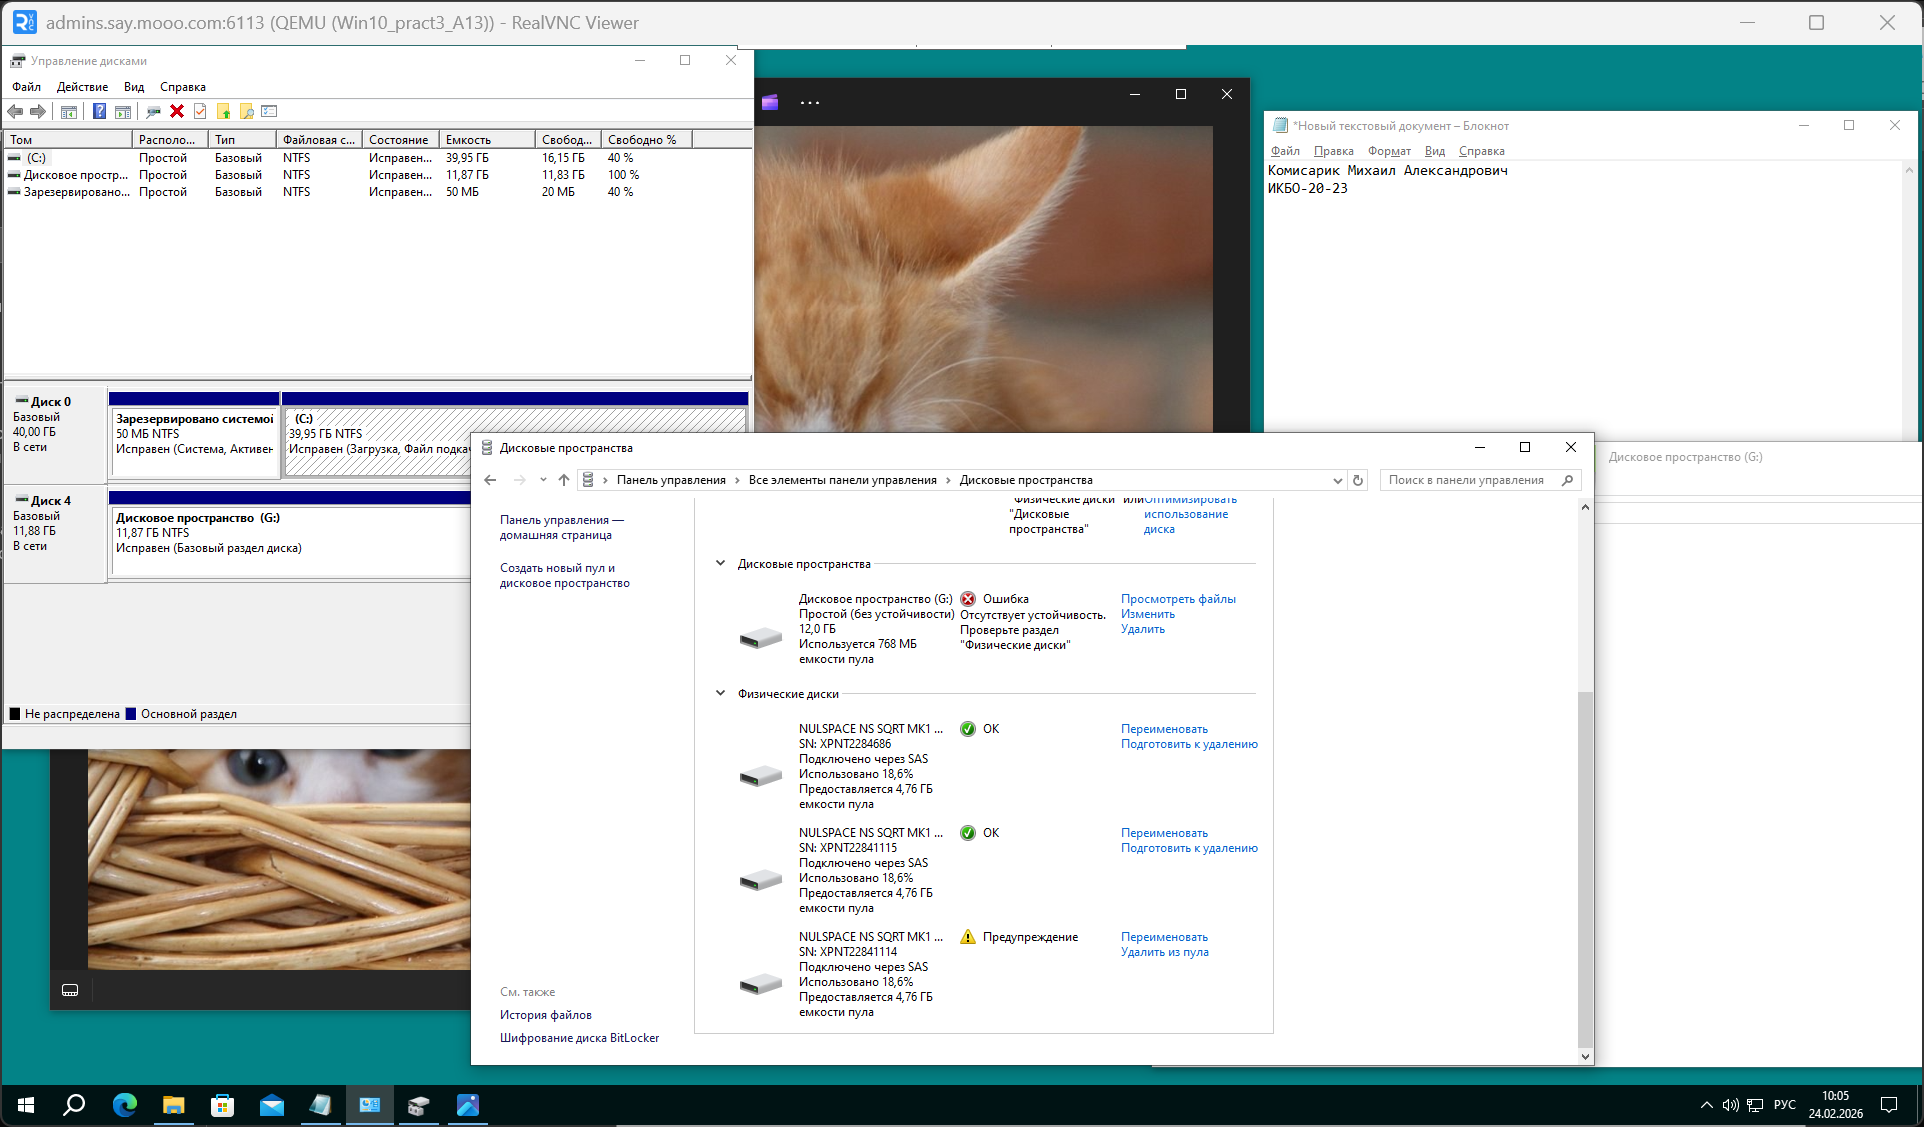 admins.say.mooo.com:6113 (QEMU (Win10_pract3_A13)) - RealVNC Viewer
Управление дисками
Файл Действие Вид Справка
Том Располо... Тип Файловая с... Состояние Емкость Свобод... Свободно %
(C:) Простой Базовый NTFS Исправен... 39,95 ГБ 16,15 ГБ 40 %
Дисковое простр... Простой Базовый NTFS Исправен... 11,87 ГБ 11,83 ГБ 100 %
Зарезервировано... Простой Базовый NTFS Исправен... 50 МБ 20 МБ 40 %
Диск 0
Базовый
40,00 ГБ
В сети
Зарезервировано системой
50 МБ NTFS
Исправен (Система, Активен
(C:)
39,95 ГБ NTFS
Исправен (Загрузка, Файл подкач
Диск 4
Базовый
11,88 ГБ
В сети
Дисковое пространство (G:)
11,87 ГБ NTFS
Исправен (Базовый раздел диска)
Не распределена Основной раздел
*Новый текстовый документ – Блокнот
Файл Правка Формат Вид Справка
Комисарик Михаил Александрович
ИКБО-20-23
Дисковое пространство (G:)
Дисковые пространства
Панель управления Все элементы панели управления Дисковые пространства
Поиск в панели управления
Панель управления —
домашняя страница
Создать новый пул и
дисковое пространство
См. также
История файлов
Шифрование диска BitLocker
"Физические диски" или Оптимизировать
"Дисковые использование
пространства" диска
Дисковые пространства
Дисковое пространство (G:)
Простой (без устойчивости)
12,0 ГБ
Используется 768 МБ
емкости пула
Ошибка
Отсутствует устойчивость.
Проверьте раздел
"Физические диски"
Просмотреть файлы
Изменить
Удалить
Физические диски
NULSPACE NS SQRT MK1 ...
SN: XPNT2284686
Подключено через SAS
Использовано 18,6%
Предоставляется 4,76 ГБ
емкости пула
OK
Переименовать
Подготовить к удалению
NULSPACE NS SQRT MK1 ...
SN: XPNT22841115
Подключено через SAS
Использовано 18,6%
Предоставляется 4,76 ГБ
емкости пула
OK
Переименовать
Подготовить к удалению
NULSPACE NS SQRT MK1 ...
SN: XPNT22841114
Подключено через SAS
Использовано 18,6%
Предоставляется 4,76 ГБ
емкости пула
Предупреждение
Переименовать
Удалить из пула
РУС
10:05
24.02.2026